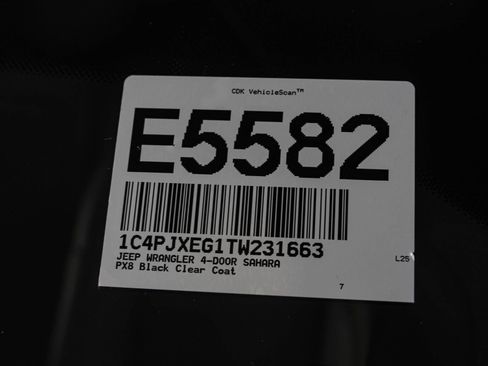 CDK VehicleScan™
E5582
1C4PJXEG1TW231663
JEEP WRANGLER 4-DOOR SAHARA
L25
PX8 Black Clear Coat
7